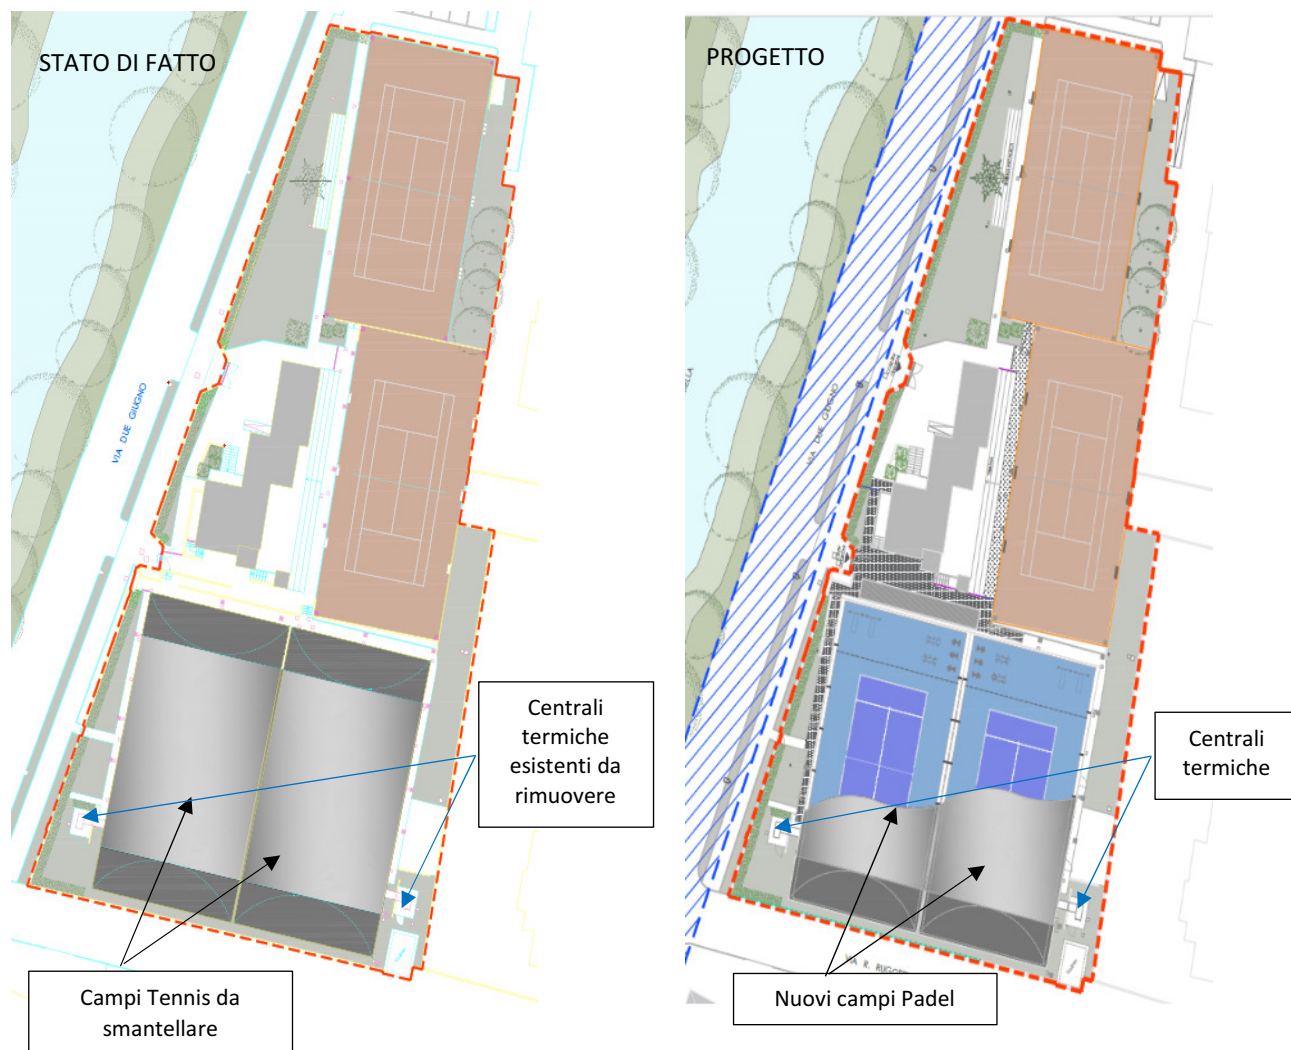 STATO DI FATTO
PROGETTO
VIA DUE GIUGNO
VIA DUE GIUGNO
Centrali
termiche
esistenti da
rimuovere
Centrali
termiche
Campi Tennis da
smantellare
VIA R.
Nuovi campi Padel